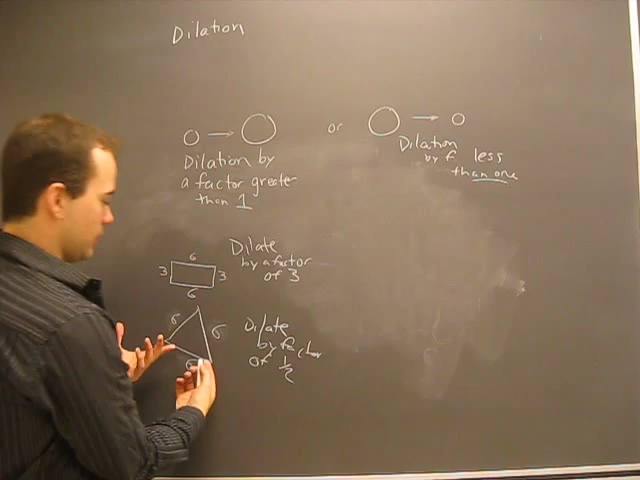 Dilation
or
Dilation by
a factor greater
than 1
Dilation
by f less
than one
6
3
3
6
Dilate
by a factor
of 3
6
6
6
Dilate
by factor
of 1/2